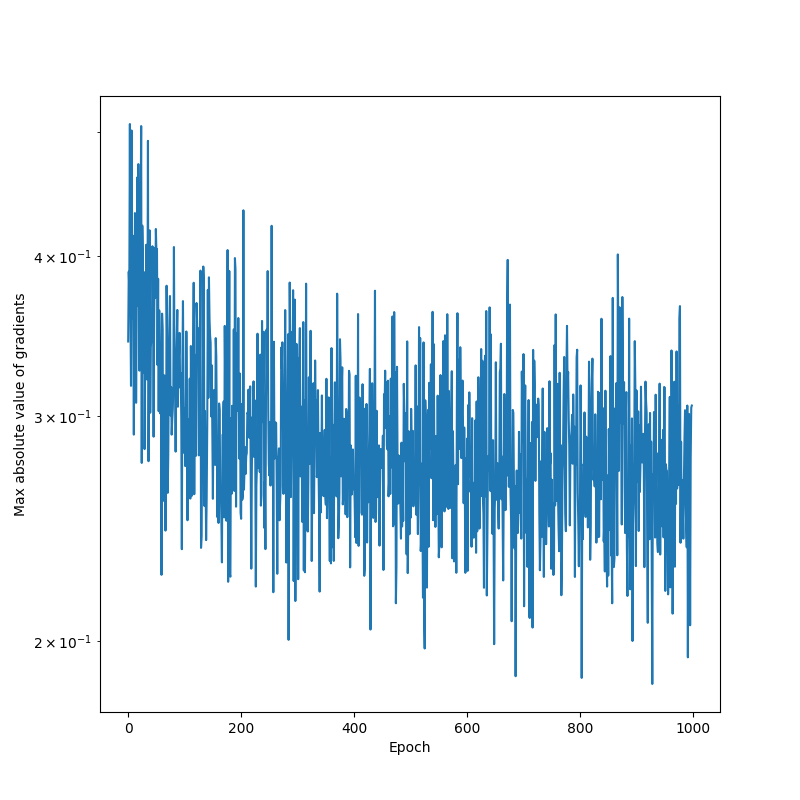 Max absolute value of gradients
4 × 10⁻¹
3 × 10⁻¹
2 × 10⁻¹
0 200 400 600 800 1000
Epoch